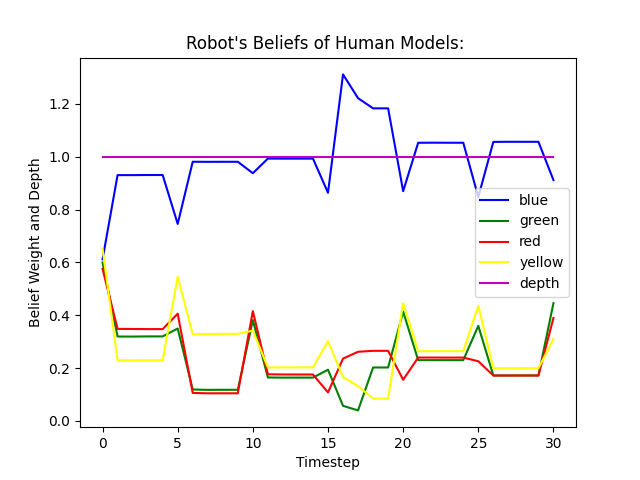 Robot's Beliefs of Human Models:
Belief Weight and Depth
1.2
1.0
0.8
0.6
0.4
0.2
0.0
blue
green
red
yellow
depth
0 5 10 15 20 25 30
Timestep